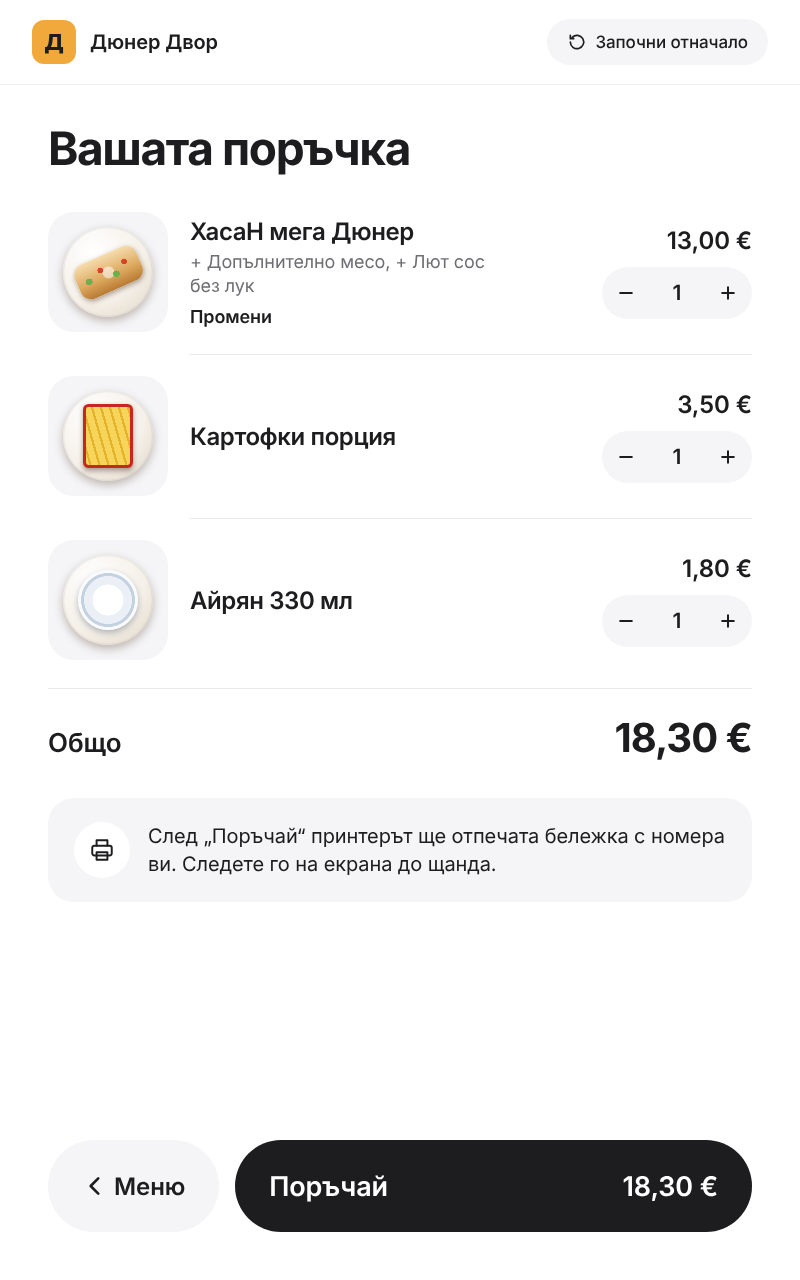 Д
Дюнер Двор
Започни отначало
Вашата поръчка
ХасаН мега Дюнер
13,00 €
+ Допълнително месо, + Лют сос
без лук
− 1 +
Промени
Картофки порция
3,50 €
− 1 +
Айрян 330 мл
1,80 €
− 1 +
Общо
18,30 €
След „Поръчай“ принтерът ще отпечата бележка с номера
ви. Следете го на екрана до щанда.
Меню
Поръчай
18,30 €